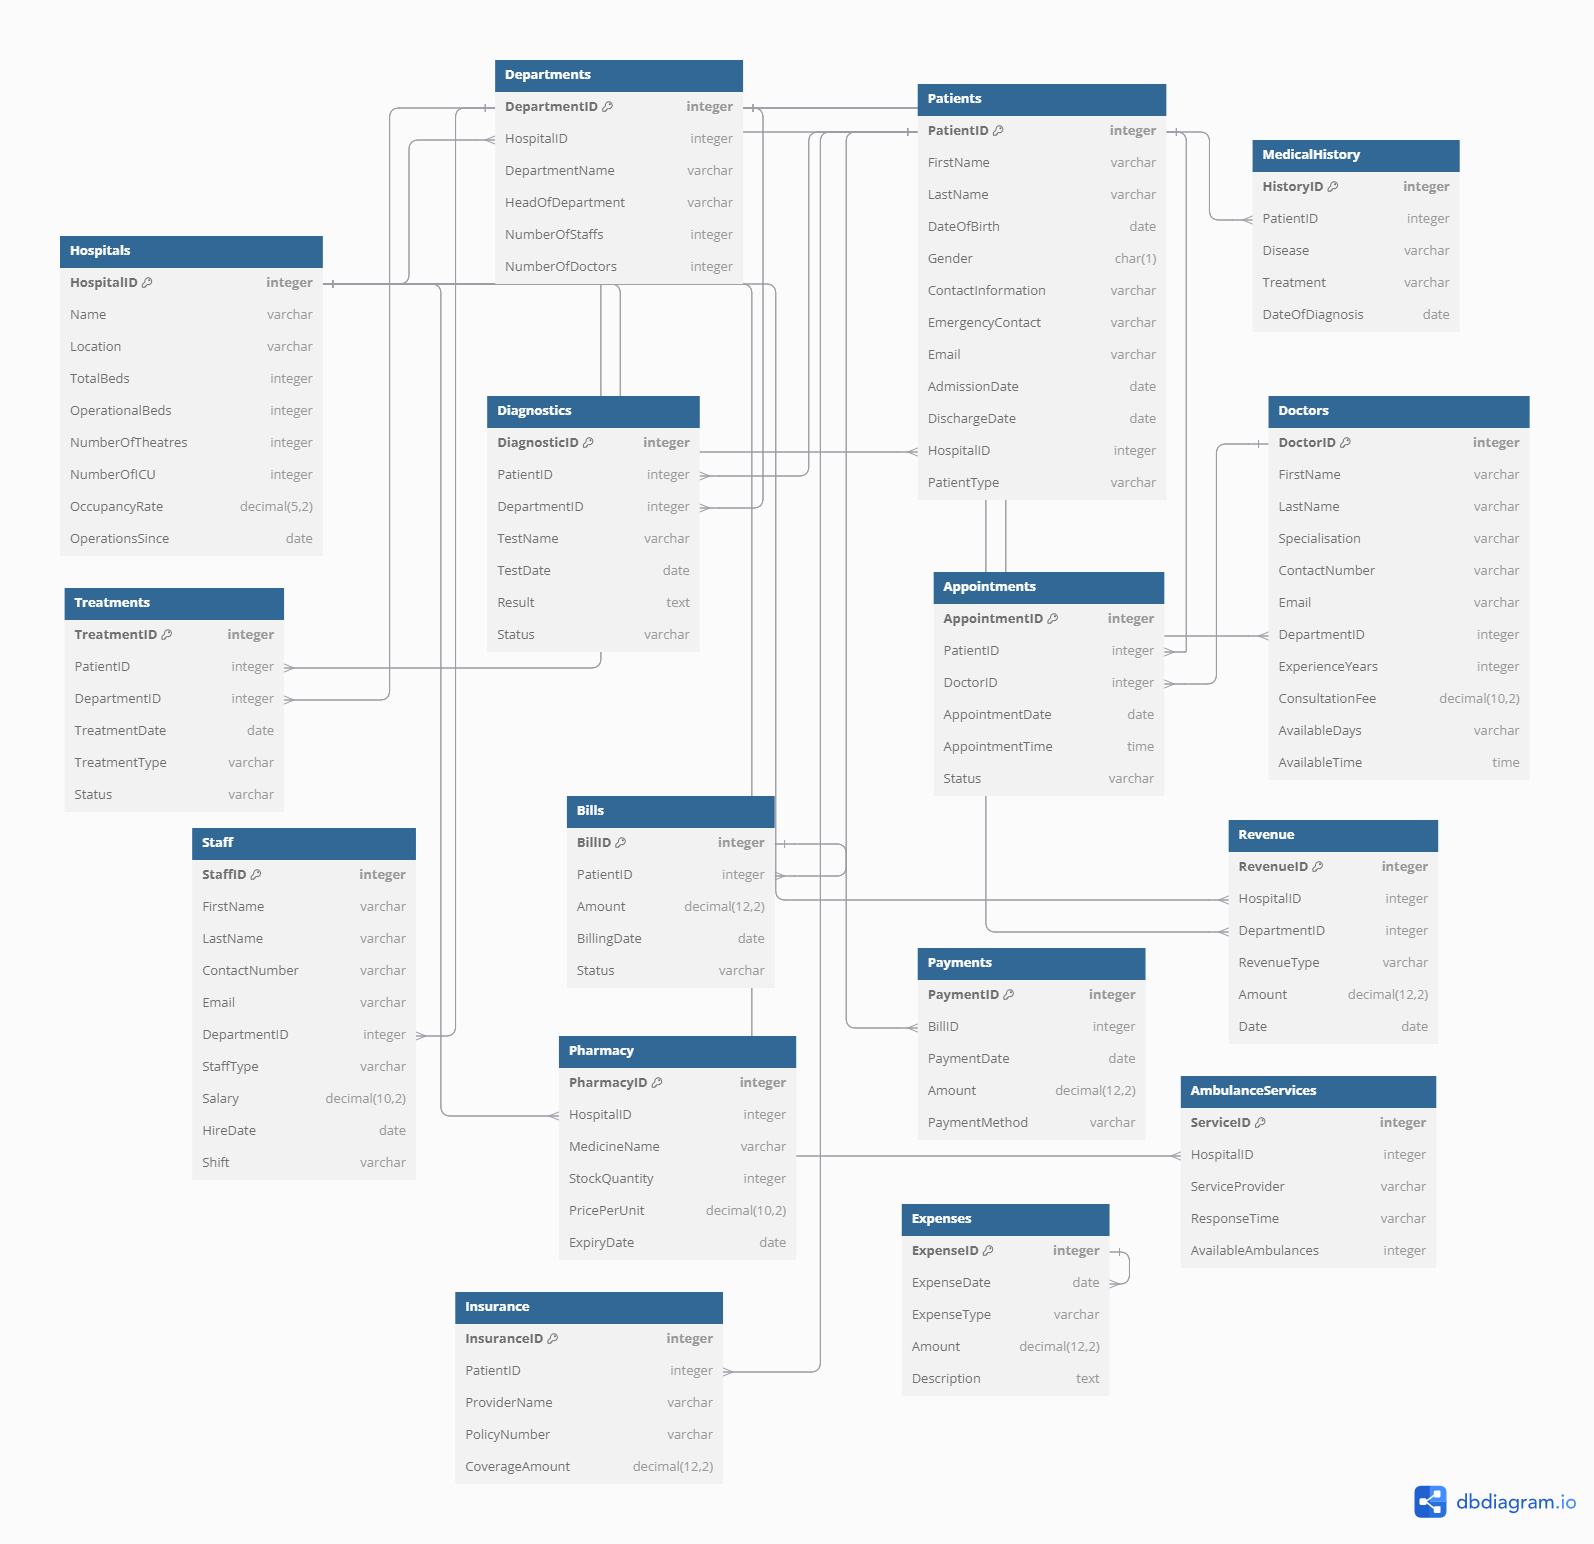 Departments
DepartmentID integer
HospitalID integer
DepartmentName varchar
HeadOfDepartment varchar
NumberOfStaffs integer
NumberOfDoctors integer
Patients
PatientID integer
FirstName varchar
LastName varchar
DateOfBirth date
Gender char(1)
ContactInformation varchar
EmergencyContact varchar
Email varchar
AdmissionDate date
DischargeDate date
HospitalID integer
PatientType varchar
MedicalHistory
HistoryID integer
PatientID integer
Disease varchar
Treatment varchar
DateOfDiagnosis date
Hospitals
HospitalID integer
Name varchar
Location varchar
TotalBeds integer
OperationalBeds integer
NumberOfTheatres integer
NumberOfICU integer
OccupancyRate decimal(5,2)
OperationsSince date
Diagnostics
DiagnosticID integer
PatientID integer
DepartmentID integer
TestName varchar
TestDate date
Result text
Status varchar
Doctors
DoctorID integer
FirstName varchar
LastName varchar
Specialisation varchar
ContactNumber varchar
Email varchar
DepartmentID integer
ExperienceYears integer
ConsultationFee decimal(10,2)
AvailableDays varchar
AvailableTime time
Treatments
TreatmentID integer
PatientID integer
DepartmentID integer
TreatmentDate date
TreatmentType varchar
Status varchar
Appointments
AppointmentID integer
PatientID integer
DoctorID integer
AppointmentDate date
AppointmentTime time
Status varchar
Staff
StaffID integer
FirstName varchar
LastName varchar
ContactNumber varchar
Email varchar
DepartmentID integer
StaffType varchar
Salary decimal(10,2)
HireDate date
Shift varchar
Bills
BillID integer
PatientID integer
Amount decimal(12,2)
BillingDate date
Status varchar
Revenue
RevenueID integer
HospitalID integer
DepartmentID integer
RevenueType varchar
Amount decimal(12,2)
Date date
Payments
PaymentID integer
BillID integer
PaymentDate date
Amount decimal(12,2)
PaymentMethod varchar
Pharmacy
PharmacyID integer
HospitalID integer
MedicineName varchar
StockQuantity integer
PricePerUnit decimal(10,2)
ExpiryDate date
AmbulanceServices
ServiceID integer
HospitalID integer
ServiceProvider varchar
ResponseTime varchar
AvailableAmbulances integer
Expenses
ExpenseID integer
ExpenseDate date
ExpenseType varchar
Amount decimal(12,2)
Description text
Insurance
InsuranceID integer
PatientID integer
ProviderName varchar
PolicyNumber varchar
CoverageAmount decimal(12,2)
dbdiagram.io